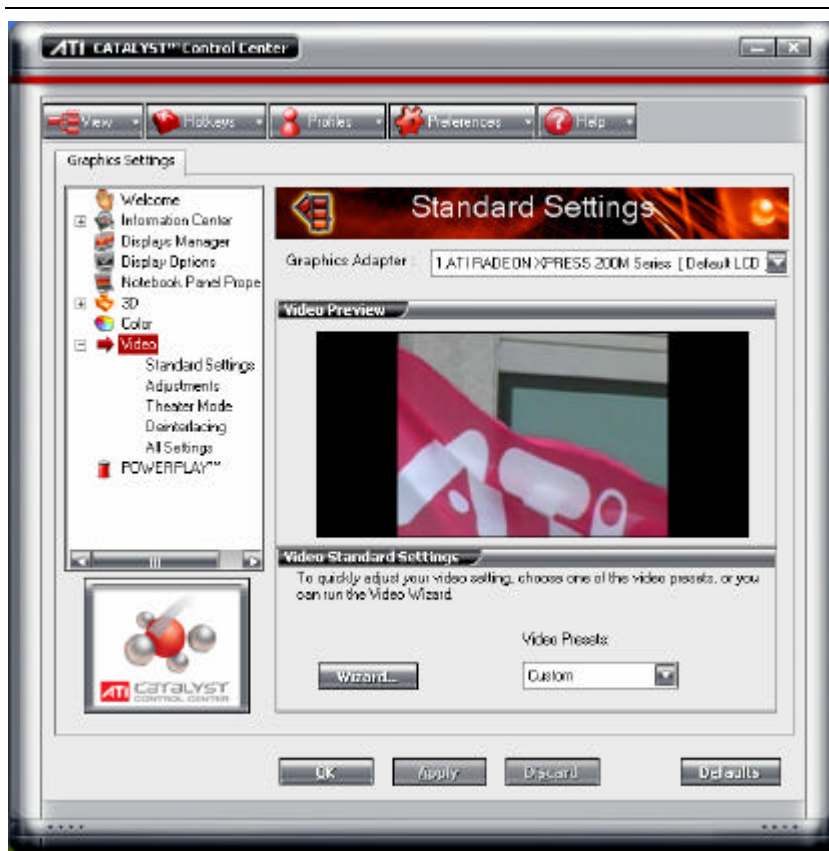 ATI CATALYST™ Control Center
View Hotkeys Profiles Preferences Help
Graphics Settings
Welcome
Information Center
Displays Manager
Display Options
Notebook Panel Prope
3D
Color
Video
Standard Settings
Adjustments
Theater Mode
Deinterlacing
All Settings
POWERPLAY™
ATI CATALYST
CONTROL CENTER
Standard Settings
Graphics Adapter : 1.ATI RADEON XPRESS 200M Series [ Default LCD
Video Preview
Video Standard Settings
To quickly adjust your video setting, choose one of the video presets, or you
can run the Video Wizard
Video Presets:
Wizard... Custom
OK Apply Discard Defaults